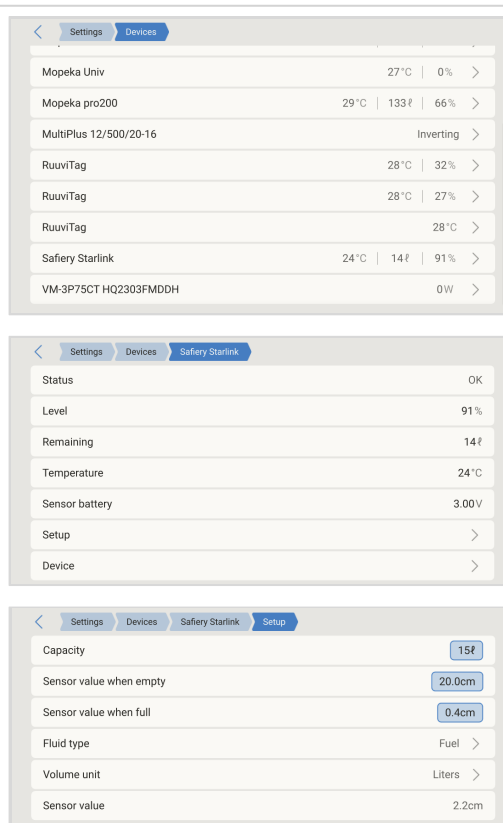 Settings Devices
Mopeka Univ 27°C 0%
Mopeka pro200 29°C 133ℓ 66%
MultiPlus 12/500/20-16 Inverting
RuuviTag 28°C 32%
RuuviTag 28°C 27%
RuuviTag 28°C
Safiery Starlink 24°C 14ℓ 91%
VM-3P75CT HQ2303FMDDH 0W
Settings Devices Safiery Starlink
Status OK
Level 91%
Remaining 14ℓ
Temperature 24°C
Sensor battery 3.00V
Setup
Device
Settings Devices Safiery Starlink Setup
Capacity 15ℓ
Sensor value when empty 20.0cm
Sensor value when full 0.4cm
Fluid type Fuel
Volume unit Liters
Sensor value 2.2cm